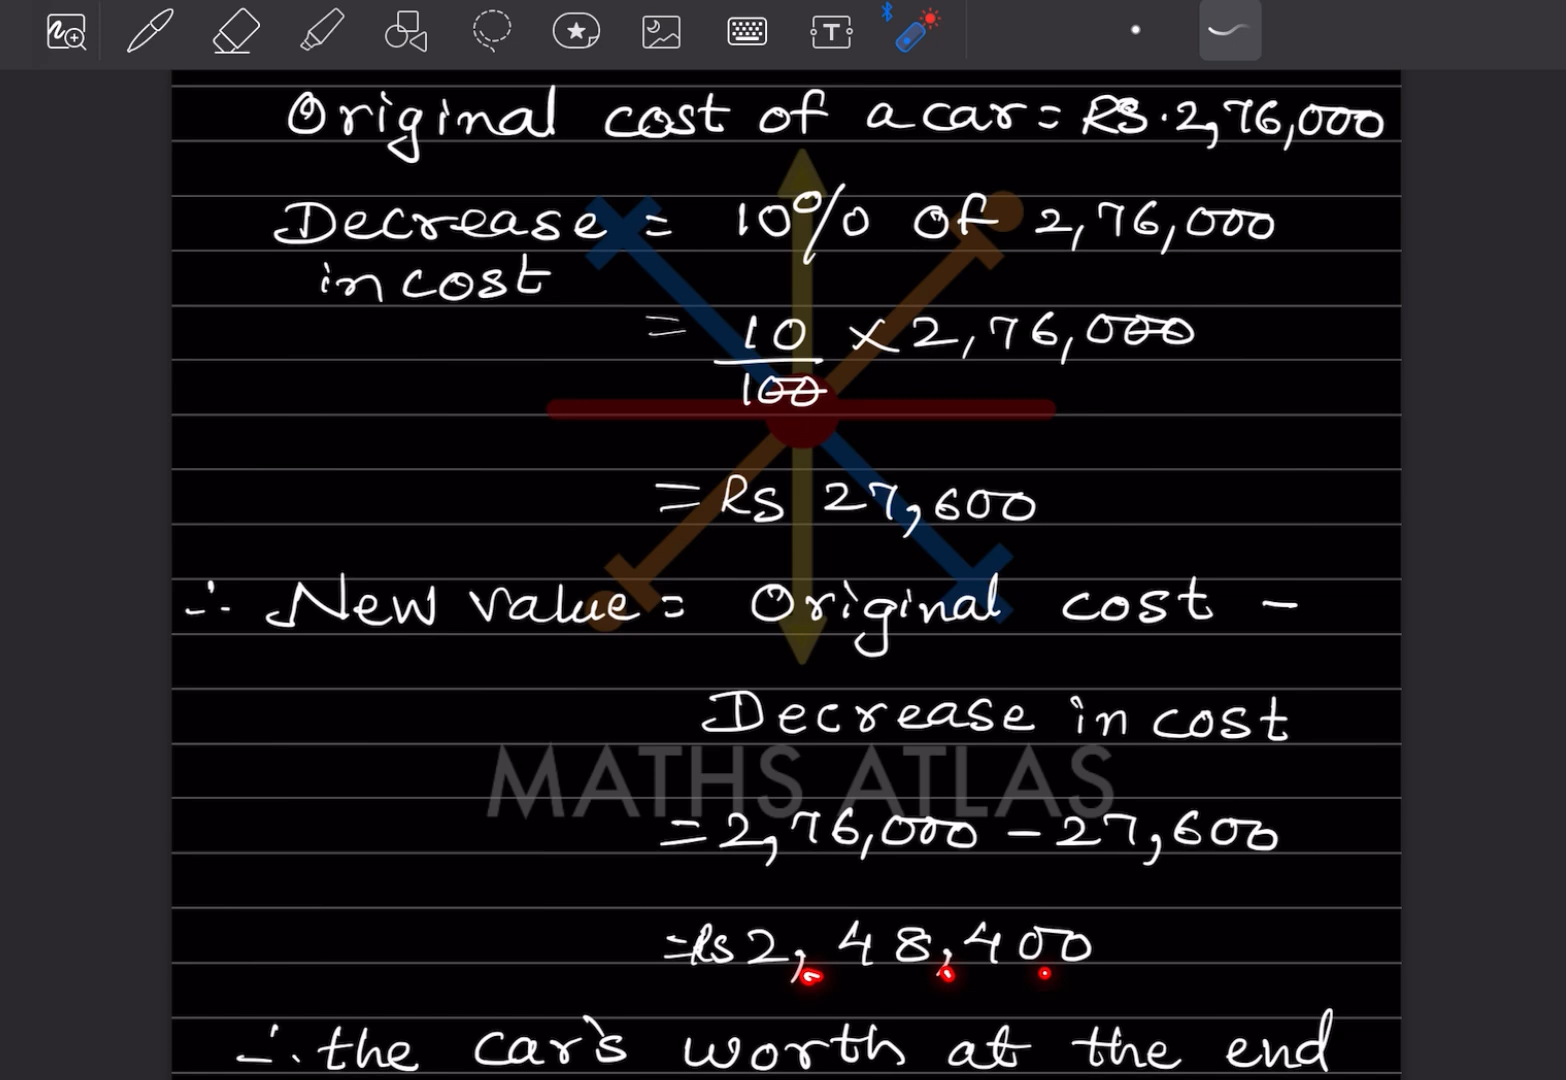 Original cost of a car = RS. 2,76,000
Decrease = 10% of 2,76,000
in cost
= 10/100 × 2,76,000
= Rs 27,600
∴ New value = Original cost -
Decrease in cost
MATHS ATLAS
= 2,76,000 - 27,600
= Rs 2,48,400
∴ the car's worth at the end